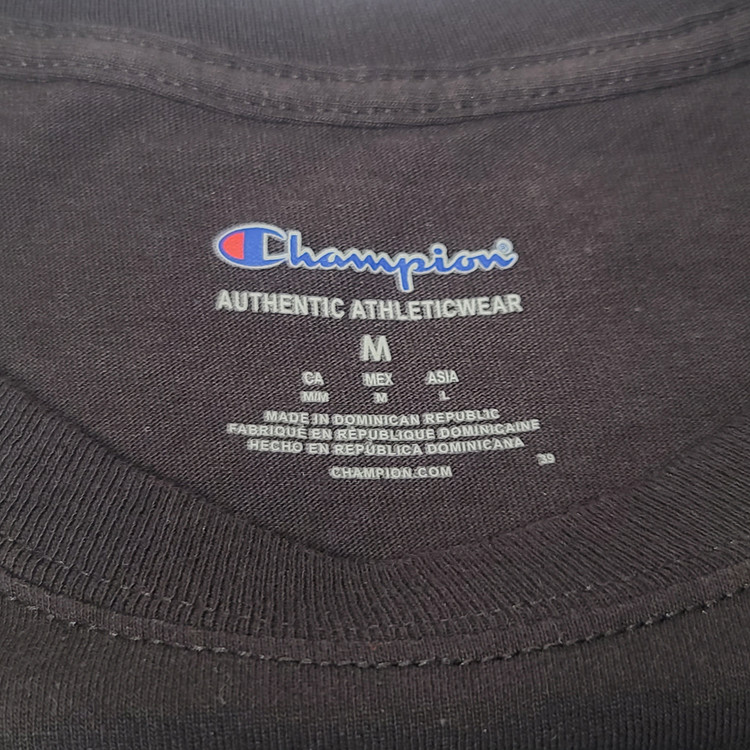 Champion®
AUTHENTIC ATHLETICWEAR
M
CA MEX ASIA
M/M M L
MADE IN DOMINICAN REPUBLIC
FABRIQUÉ EN RÉPUBLIQUE DOMINICAINE
HECHO EN REPÚBLICA DOMINICANA
39
CHAMPION.COM